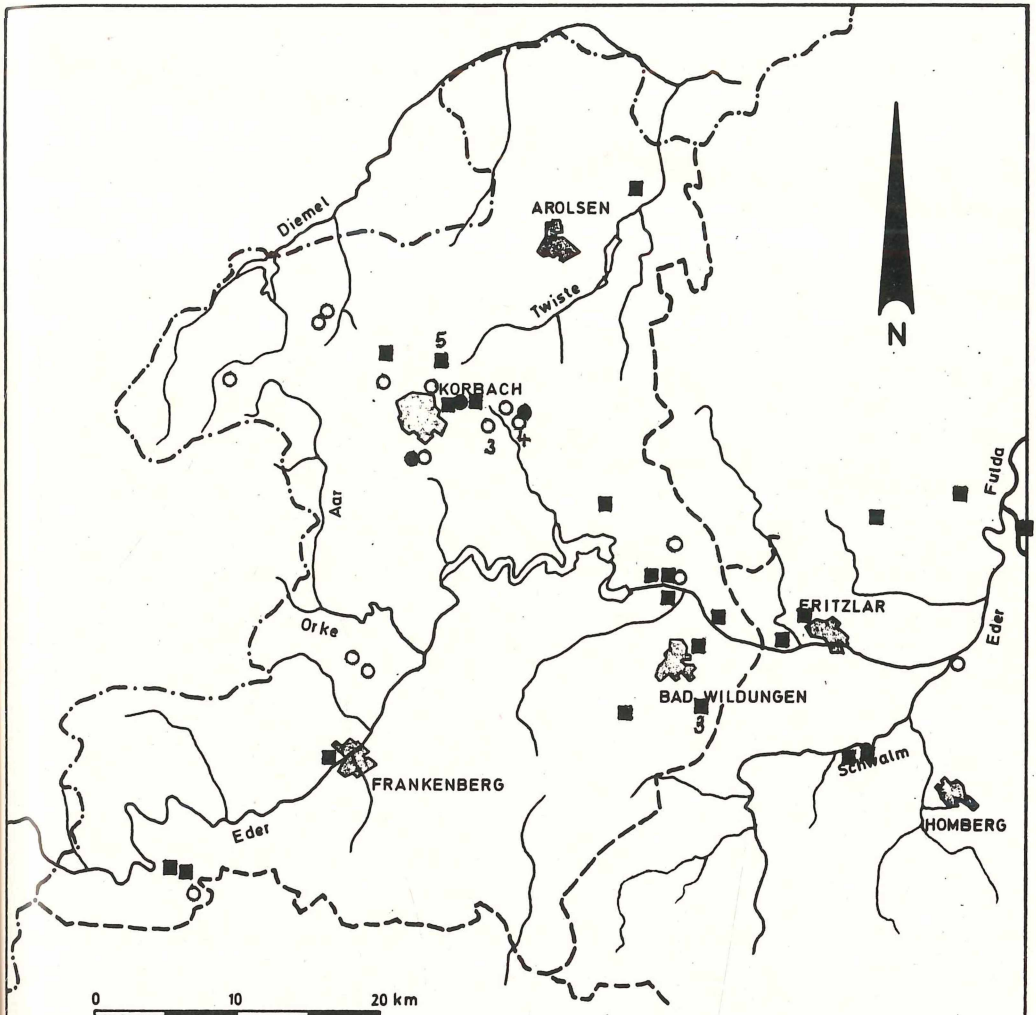 Diemel
AROLSEN
Twiste
N
5
KORBACH
3
4
Aar
Fulda
Orke
FRITZLAR
Eder
BAD WILDUNGEN
3
Schwalm
FRANKENBERG
HOMBERG
Eder
0 10 20 km